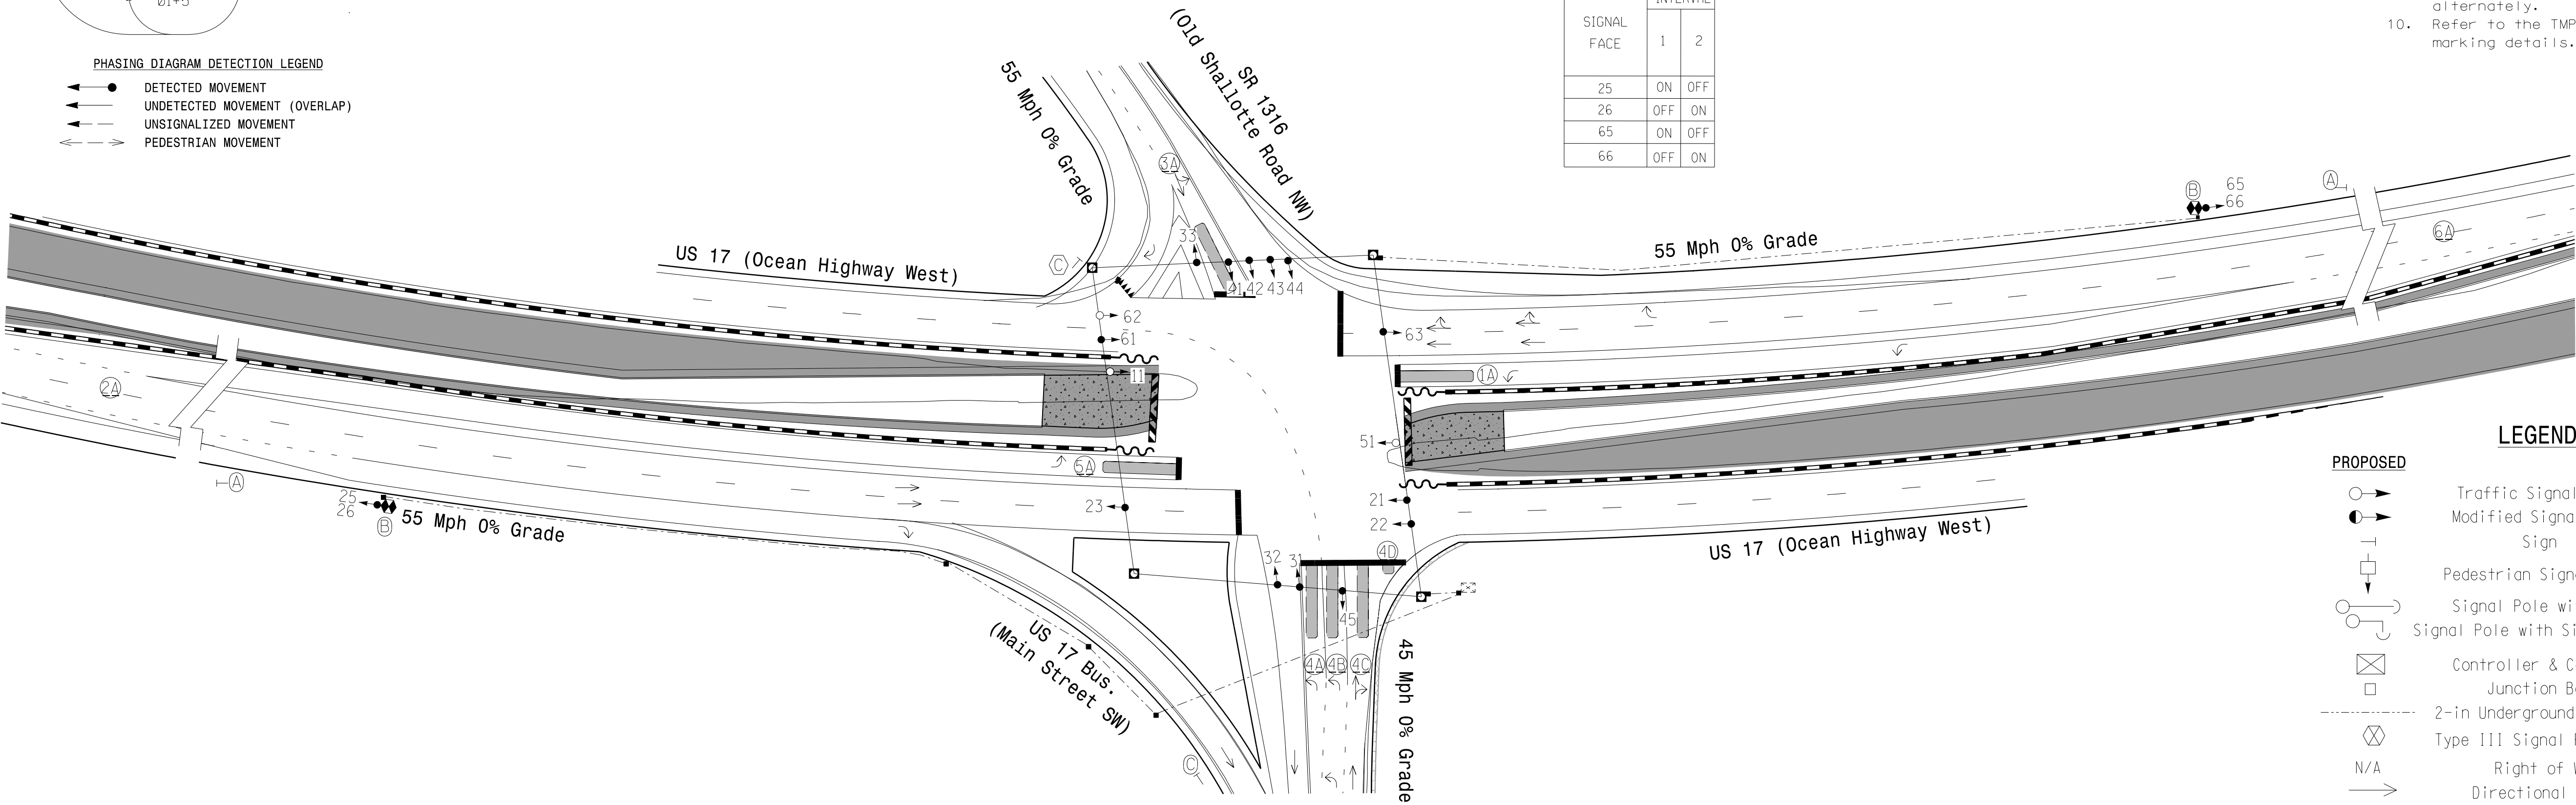 Ø1+5
PHASING DIAGRAM DETECTION LEGEND
DETECTED MOVEMENT
UNDETECTED MOVEMENT (OVERLAP)
UNSIGNALIZED MOVEMENT
PEDESTRIAN MOVEMENT
SIGNAL
FACE
INTERVAL
1 2
25 ON OFF
26 OFF ON
65 ON OFF
66 OFF ON
alternately.
10. Refer to the TMP
marking details.
55 Mph 0% Grade
SR 1316
(Old Shallotte Road NW)
3A
33
C
41 42 43 44
US 17 (Ocean Highway West)
55 Mph 0% Grade
B
65
66
A
6A
62
61
63
11
1A
2A
51
5A
A
25
26
B
55 Mph 0% Grade
23
21
22
US 17 (Ocean Highway West)
32
31
4D
45
4A
4B
4C
US 17 Bus.
(Main Street SW)
C
45 Mph 0% Grade
LEGEND
PROPOSED
Traffic Signal
Modified Signa
Sign
Pedestrian Sign
Signal Pole wi
Signal Pole with Si
Controller & C
Junction B
2-in Underground
Type III Signal
N/A Right of W
Directional